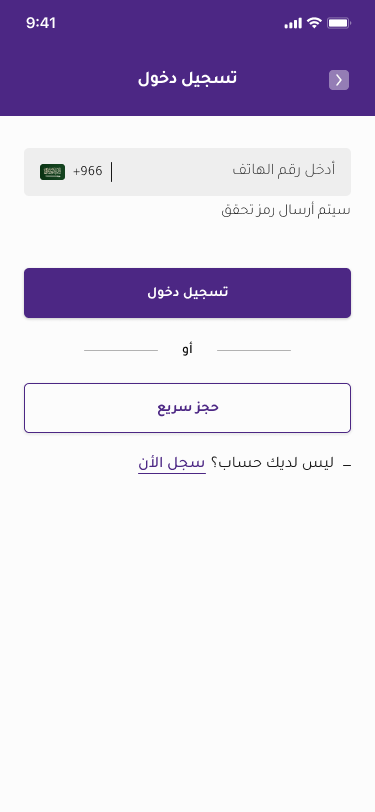 9:41
تسجيل دخول
أدخل رقم الهاتف +966
سيتم أرسال رمز تحقق
تسجيل دخول
أو
حجز سريع
_ ليس لديك حساب؟ سجل الأن